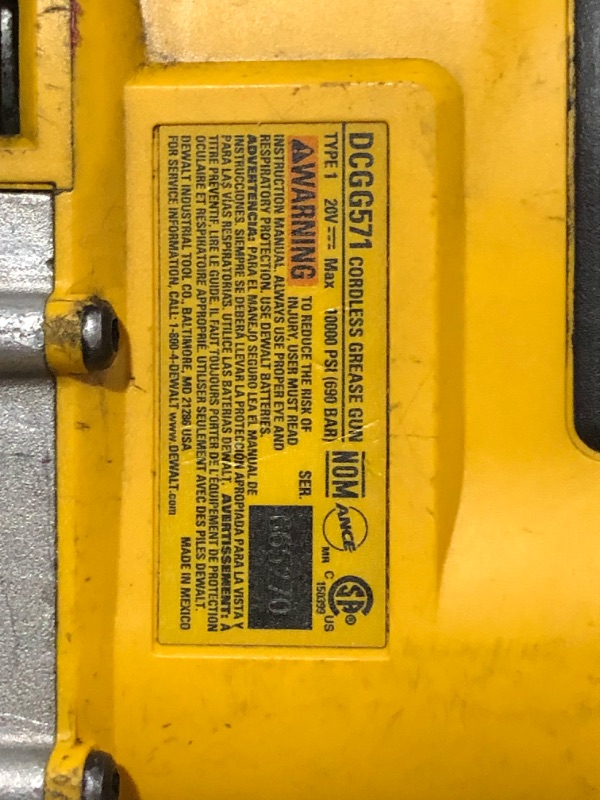 DCGG571 CORDLESS GREASE GUN
TYPE 1 20V Max 10000 PSI (690 BAR)
NOM
ANCE
MR
SA®
C US
150399
WARNING
TO REDUCE THE RISK OF
INJURY, USER MUST READ
INSTRUCTION MANUAL. ALWAYS USE PROPER EYE AND
RESPIRATORY PROTECTION. USE DEWALT BATTERIES.
ADVERTENCIA: PARA EL MANEJO SEGURO LEA EL MANUAL DE
INSTRUCCIONES. SIEMPRE SE DEBERÁ LLEVAR LA PROTECCIÓN APROPIADA PARA LA VISTA Y
PARA LAS VIAS RESPIRATORIAS. UTILICE LAS BATERIAS DEWALT. AVERTISSEMENT: À
TITRE PRÉVENTIF, LIRE LE GUIDE. IL FAUT TOUJOURS PORTER DE L'ÉQUIPEMENT DE PROTECTION
OCULAIRE ET RESPIRATOIRE APPROPRIÉ. UTILISER SEULEMENT AVEC DES PILES DEWALT.
DEWALT INDUSTRIAL TOOL CO., BALTIMORE, MD 21286 USA
FOR SERVICE INFORMATION, CALL 1-800-4-DEWALT www.DEWALT.com
MADE IN MEXICO
SER.